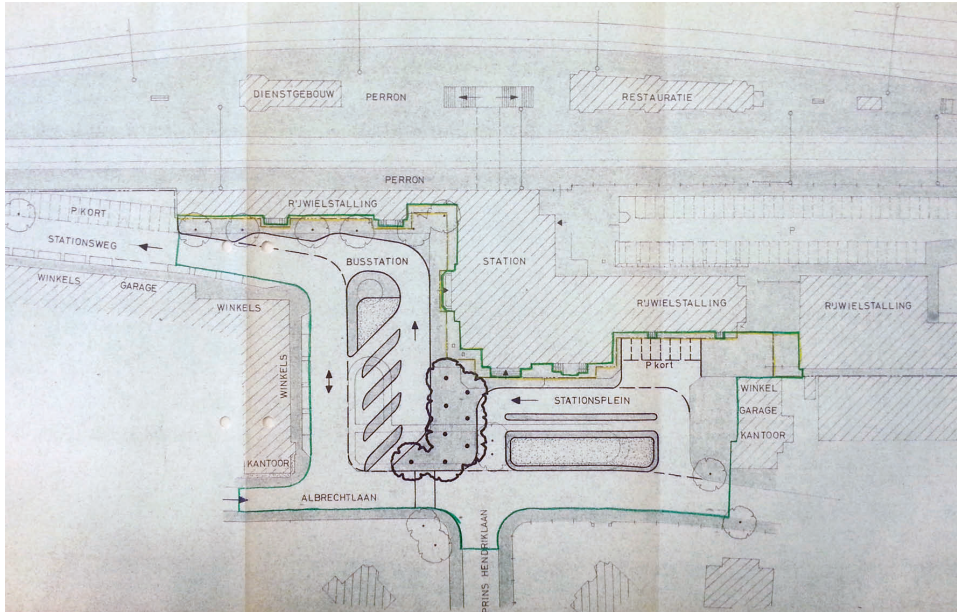 DIENSTGEBOUW
PERRON
RESTAURATIE
PERRON
RIJWIELSTALLING
P KORT
STATIONSWEG
BUSSTATION
STATION
P
WINKELS
GARAGE
WINKELS
RIJWIELSTALLING
RIJWIELSTALLING
WINKELS
P kort
STATIONSPLEIN
WINKEL
GARAGE
KANTOOR
KANTOOR
ALBRECHTLAAN
PRINS HENDRIKLAAN